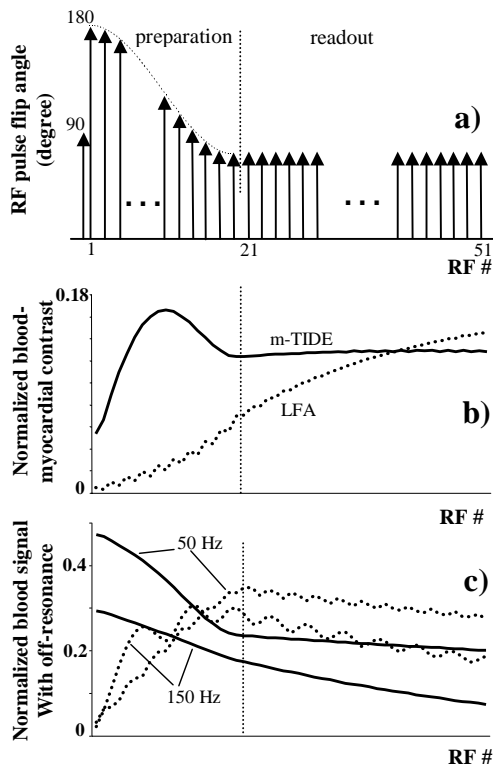 180
preparation
readout
a)
90
RF pulse flip angle
(degree)
...
...
1
21
51
RF #
0.18
m-TIDE
LFA
b)
Normalized blood-
myocardial contrast
0
RF #
50 Hz
c)
0.4
0.2
150 Hz
0
Normalized blood signal
With off-resonance
RF #